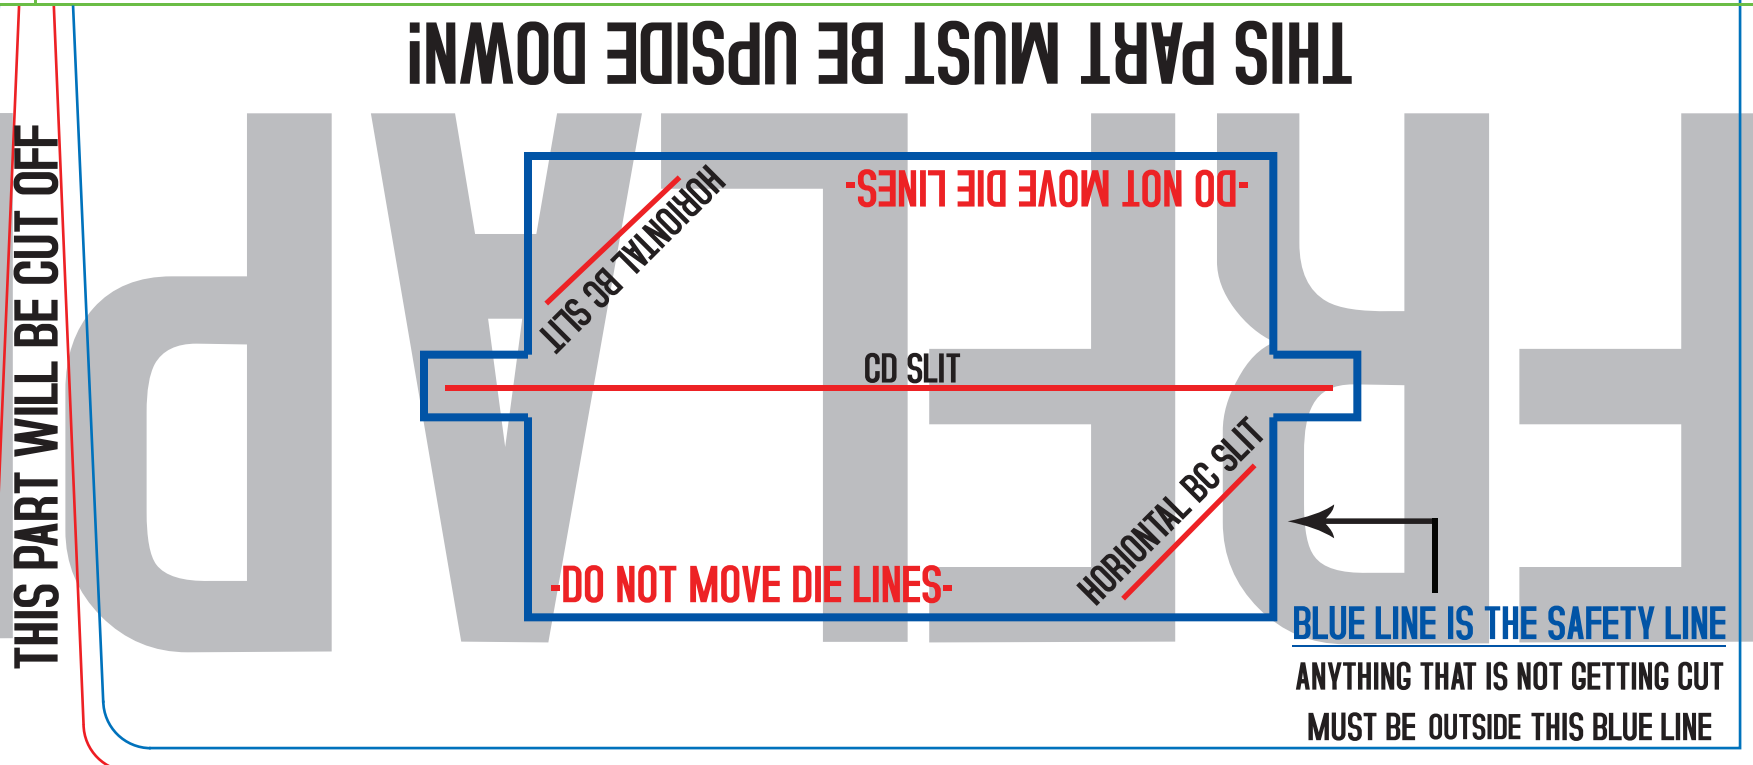 THIS PART MUST BE UPSIDE DOWN!
THIS PART WILL BE CUT OFF
FR FLAP
-DO NOT MOVE DIE LINES-
HORIONTAL BC SLIT
CD SLIT
HORIONTAL BC SLIT
-DO NOT MOVE DIE LINES-
BLUE LINE IS THE SAFETY LINE
ANYTHING THAT IS NOT GETTING CUT
MUST BE OUTSIDE THIS BLUE LINE